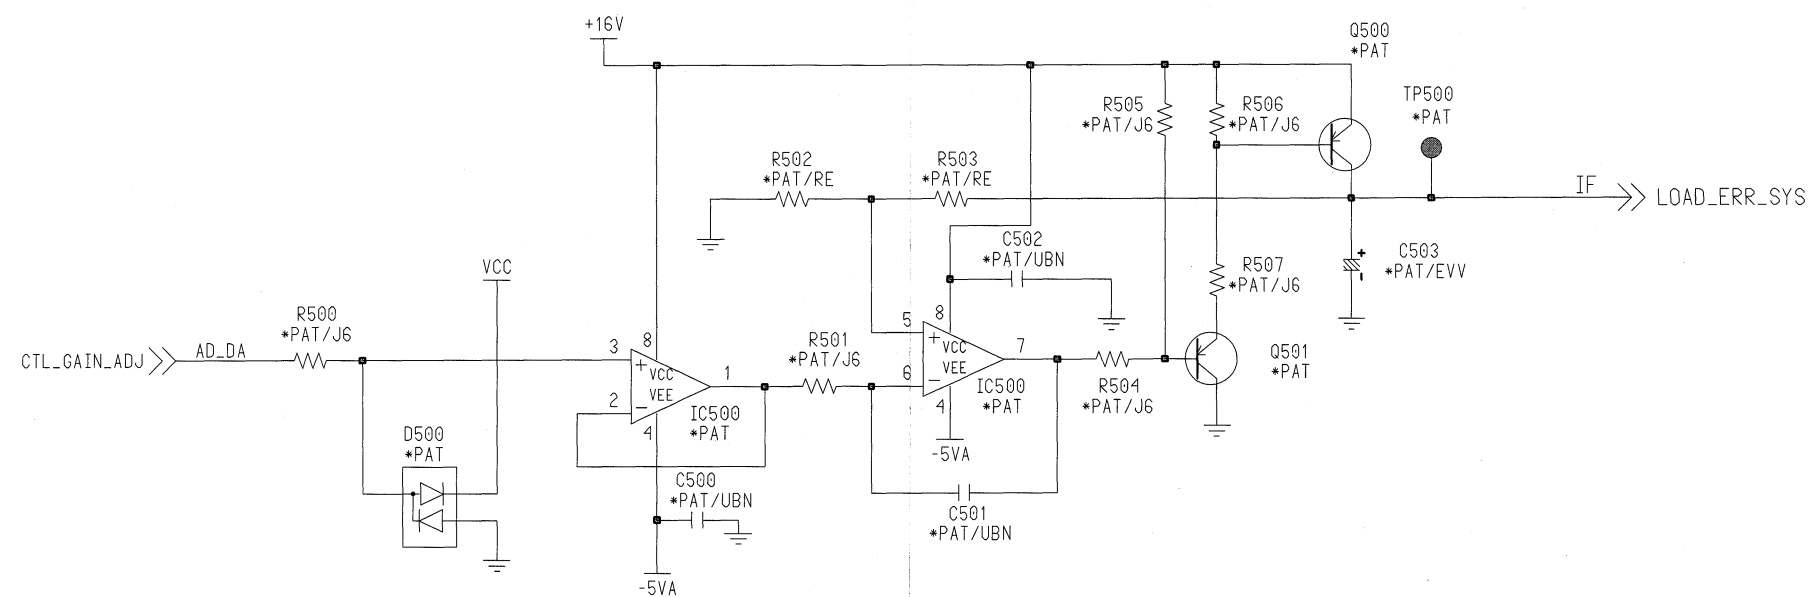 +16V
Q500
*PAT
R505
*PAT/J6
R506
*PAT/J6
TP500
*PAT
R502
*PAT/RE
R503
*PAT/RE
IF
LOAD_ERR_SYS
C502
*PAT/UBN
C503
*PAT/EVV
+
-
VCC
R507
*PAT/J6
R500
*PAT/J6
CTL_GAIN_ADJ
AD_DA
3
8
+
VCC
VEE
2
-
4
1
IC500
*PAT
R501
*PAT/J6
5
8
+
VCC
VEE
6
-
4
7
IC500
*PAT
-5VA
R504
*PAT/J6
Q501
*PAT
D500
*PAT
C500
*PAT/UBN
C501
*PAT/UBN
-5VA